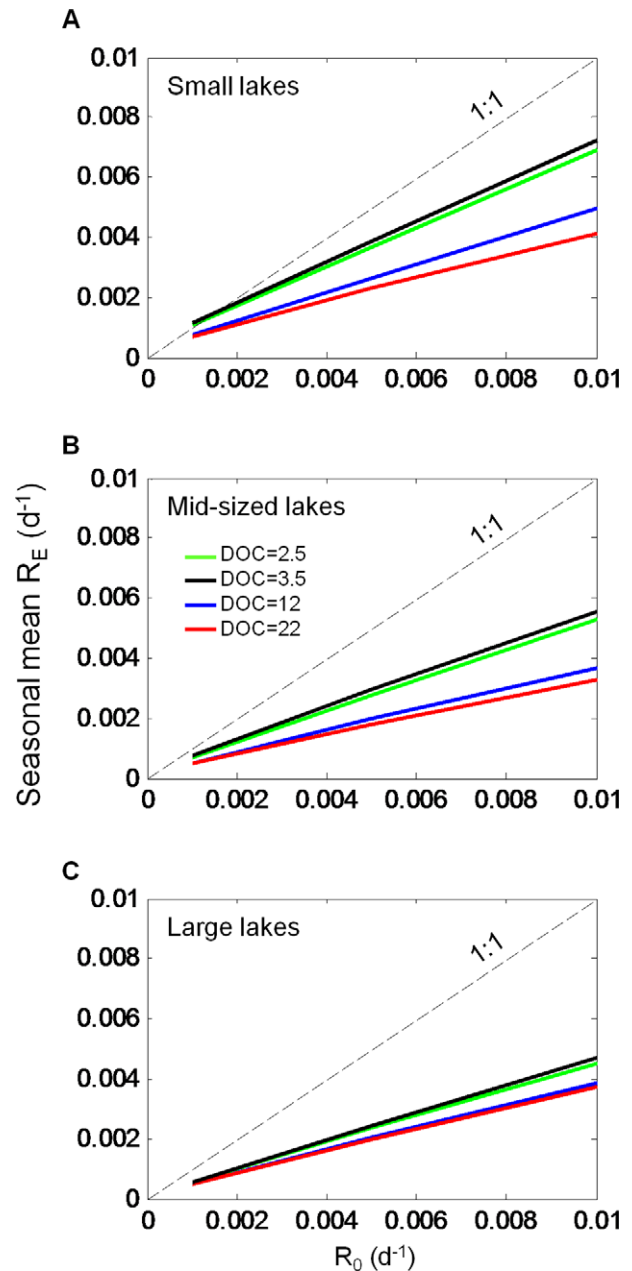 A
0.01
Small lakes
1:1
0.008
0.006
0.004
0.002
0
0 0.002 0.004 0.006 0.008 0.01
B
0.01
Mid-sized lakes
1:1
0.008
DOC=2.5
DOC=3.5
0.006
DOC=12
DOC=22
0.004
0.002
0
0 0.002 0.004 0.006 0.008 0.01
Seasonal mean R_E (d⁻¹)
C
0.01
Large lakes
1:1
0.008
0.006
0.004
0.002
0
0 0.002 0.004 0.006 0.008 0.01
R₀ (d⁻¹)